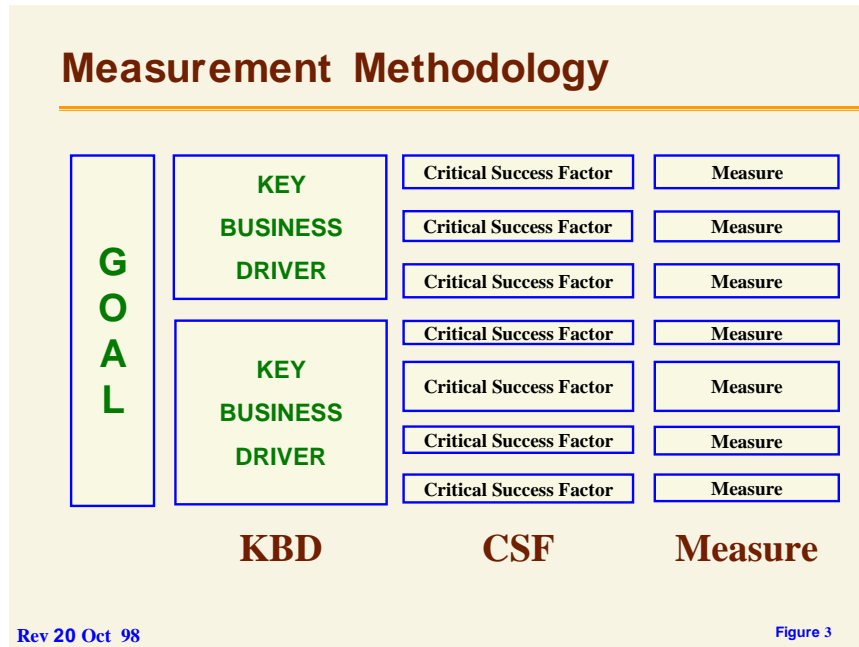 Measurement Methodology
G
O
A
L
KEY
BUSINESS
DRIVER
KEY
BUSINESS
DRIVER
Critical Success Factor
Critical Success Factor
Critical Success Factor
Critical Success Factor
Critical Success Factor
Critical Success Factor
Critical Success Factor
Measure
Measure
Measure
Measure
Measure
Measure
Measure
KBD
CSF
Measure
Rev 20 Oct 98
Figure 3